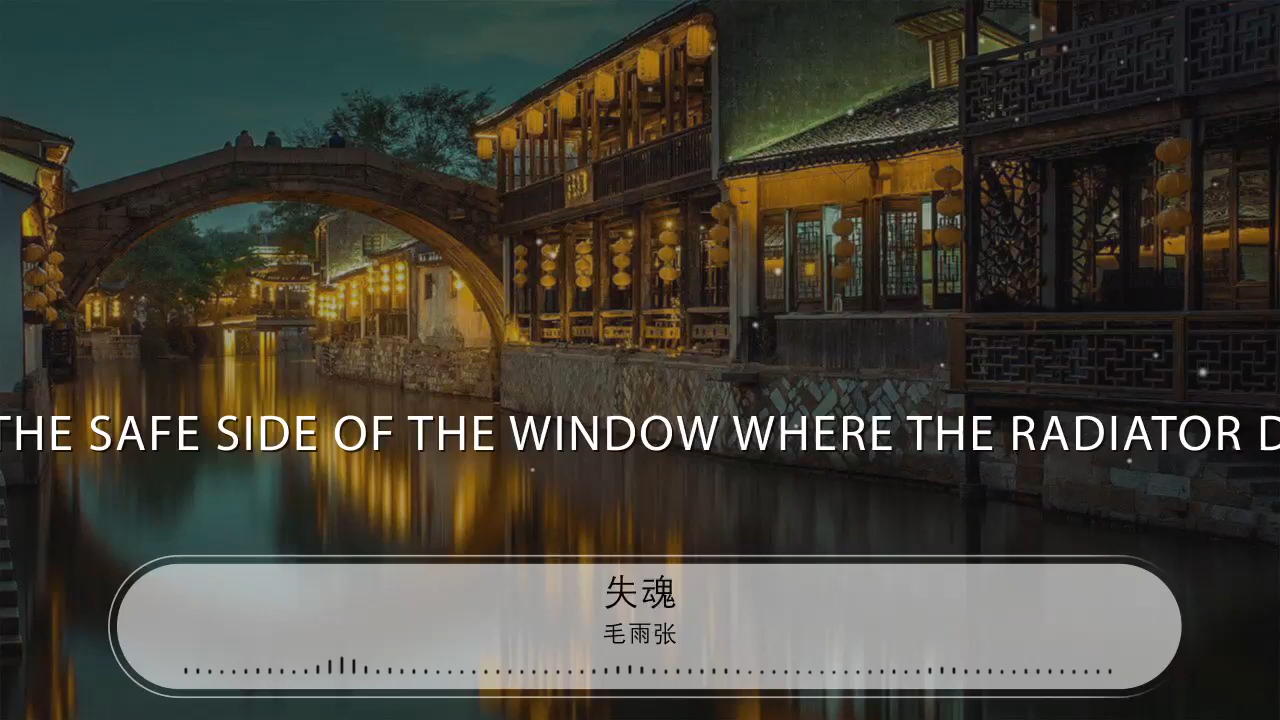 THE SAFE SIDE OF THE WINDOW WHERE THE RADIATOR
失魂
毛雨张